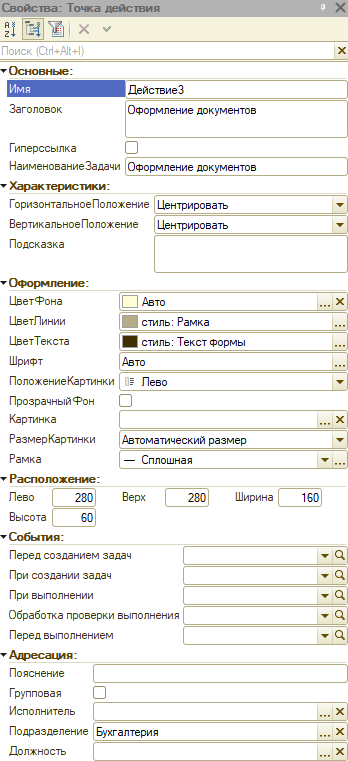 Свойства: Точка действия
Поиск (Ctrl+Alt+I)
Основные:
Имя Действие3
Заголовок Оформление документов
Гиперссылка
НаименованиеЗадачи Оформление документов
Характеристики:
ГоризонтальноеПоложение Центрировать
ВертикальноеПоложение Центрировать
Подсказка
Оформление:
ЦветФона Авто
ЦветЛинии стиль: Рамка
ЦветТекста стиль: Текст формы
Шрифт Авто
ПоложениеКартинки Лево
ПрозрачныйФон
Картинка
РазмерКартинки Автоматический размер
Рамка Сплошная
Расположение:
Лево 280 Верх 280 Ширина 160
Высота 60
События:
Перед созданием задач
При создании задач
При выполнении
Обработка проверки выполнения
Перед выполнением
Адресация:
Пояснение
Групповая
Исполнитель
Подразделение Бухгалтерия
Должность